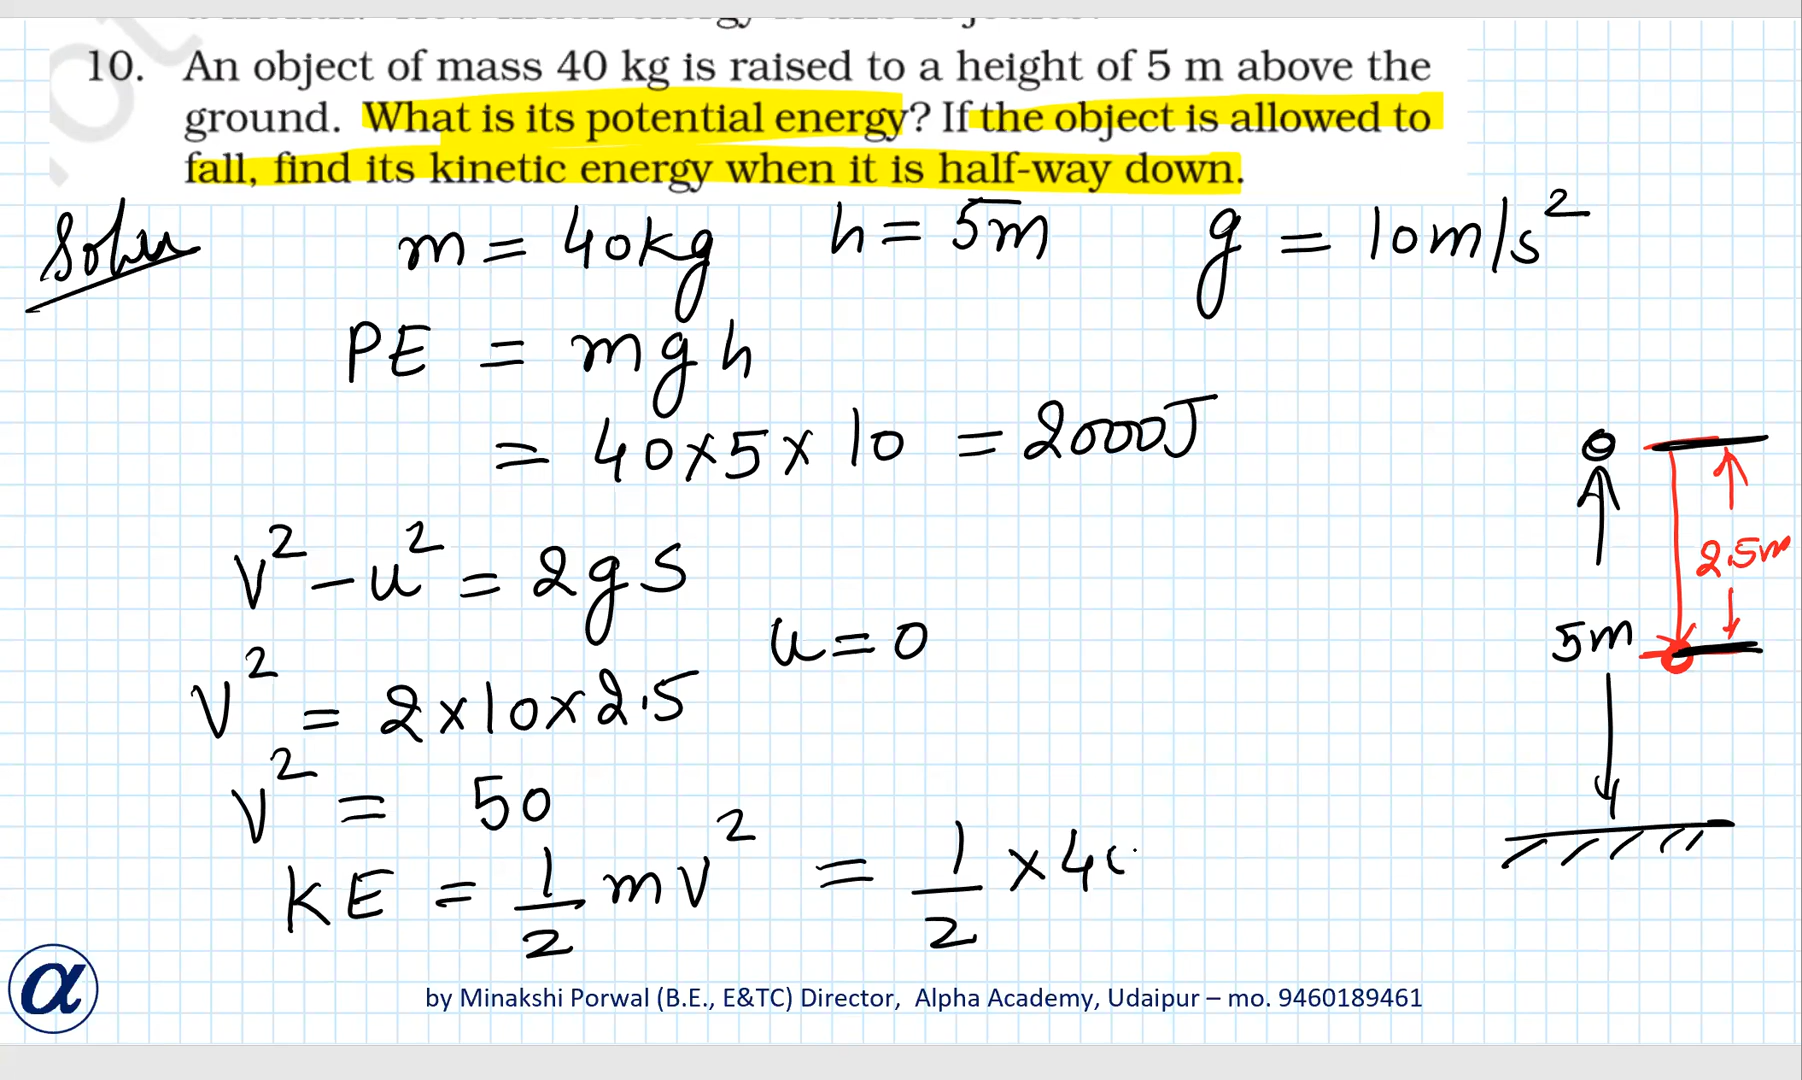 10. An object of mass 40 kg is raised to a height of 5 m above the
ground. What is its potential energy? If the object is allowed to
fall, find its kinetic energy when it is half-way down.
Soln
m = 40kg h = 5m g = 10m/s²
PE = mgh
= 40×5×10 = 2000J
v² – u² = 2gs
u = 0
v² = 2×10×2.5
v² = 50
KE = 1/2 mv² = 1/2 × 40
2.5m
5m
α
by Minakshi Porwal (B.E., E&TC) Director, Alpha Academy, Udaipur – mo. 9460189461